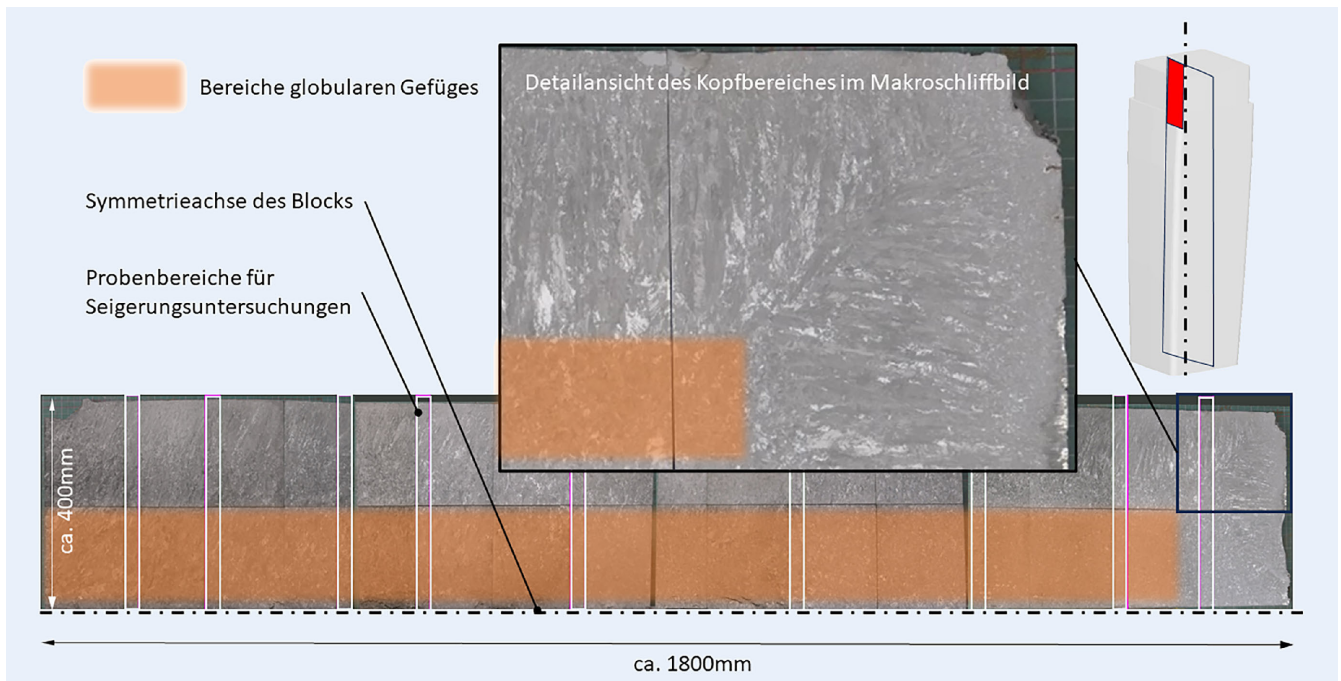 Bereiche globularen Gefüges
Detailansicht des Kopfbereiches im Makroschliffbild
Symmetrieachse des Blocks
Probenbereiche für
Seigerungsuntersuchungen
ca. 400mm
ca. 1800mm